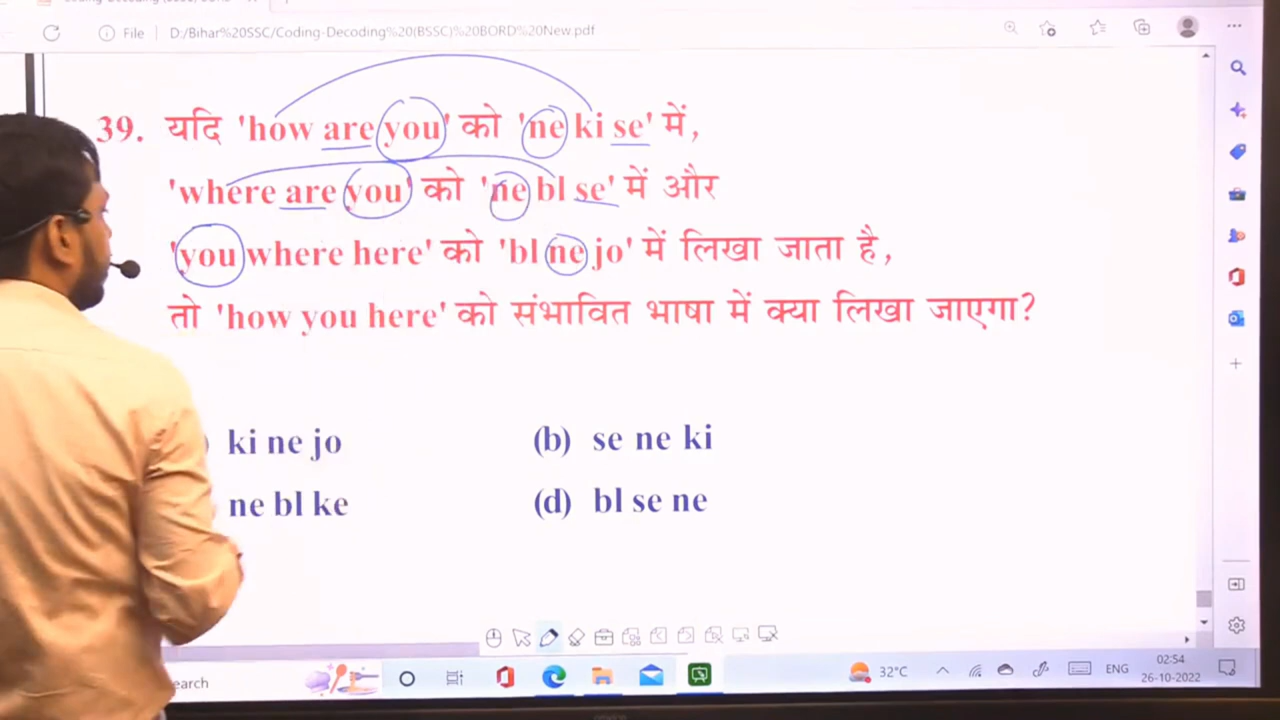 File D:/Bihar%20SSC/Coding-Decoding%20(BSSC)%20BORD%20New.pdf
39. यदि 'how are you' को 'ne ki se' में,
'where are you' को 'ne bl se' में और
'you where here' को 'bl ne jo' में लिखा जाता है,
तो 'how you here' को संभावित भाषा में क्या लिखा जाएगा?
ki ne jo (b) se ne ki
ne bl ke (d) bl se ne
earch 32°C ENG 02:54
26-10-2022